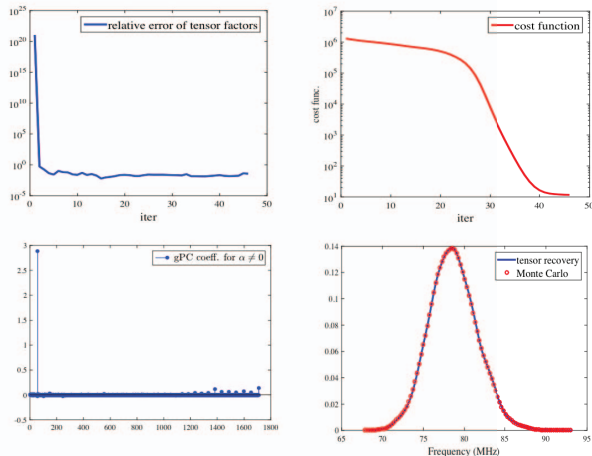 relative error of tensor factors
10^25
10^20
10^15
10^10
10^5
10^0
10^-5
0 10 20 30 40 50
iter
cost function
cost func.
10^7
10^6
10^5
10^4
10^3
10^2
10^1
0 10 20 30 40 50
iter
gPC coeff. for α ≠ 0
3
2.5
2
1.5
1
0.5
0
-0.5
0 200 400 600 800 1000 1200 1400 1600 1800
tensor recovery
Monte Carlo
0.14
0.12
0.1
0.08
0.06
0.04
0.02
0
65 70 75 80 85 90 95
Frequency (MHz)